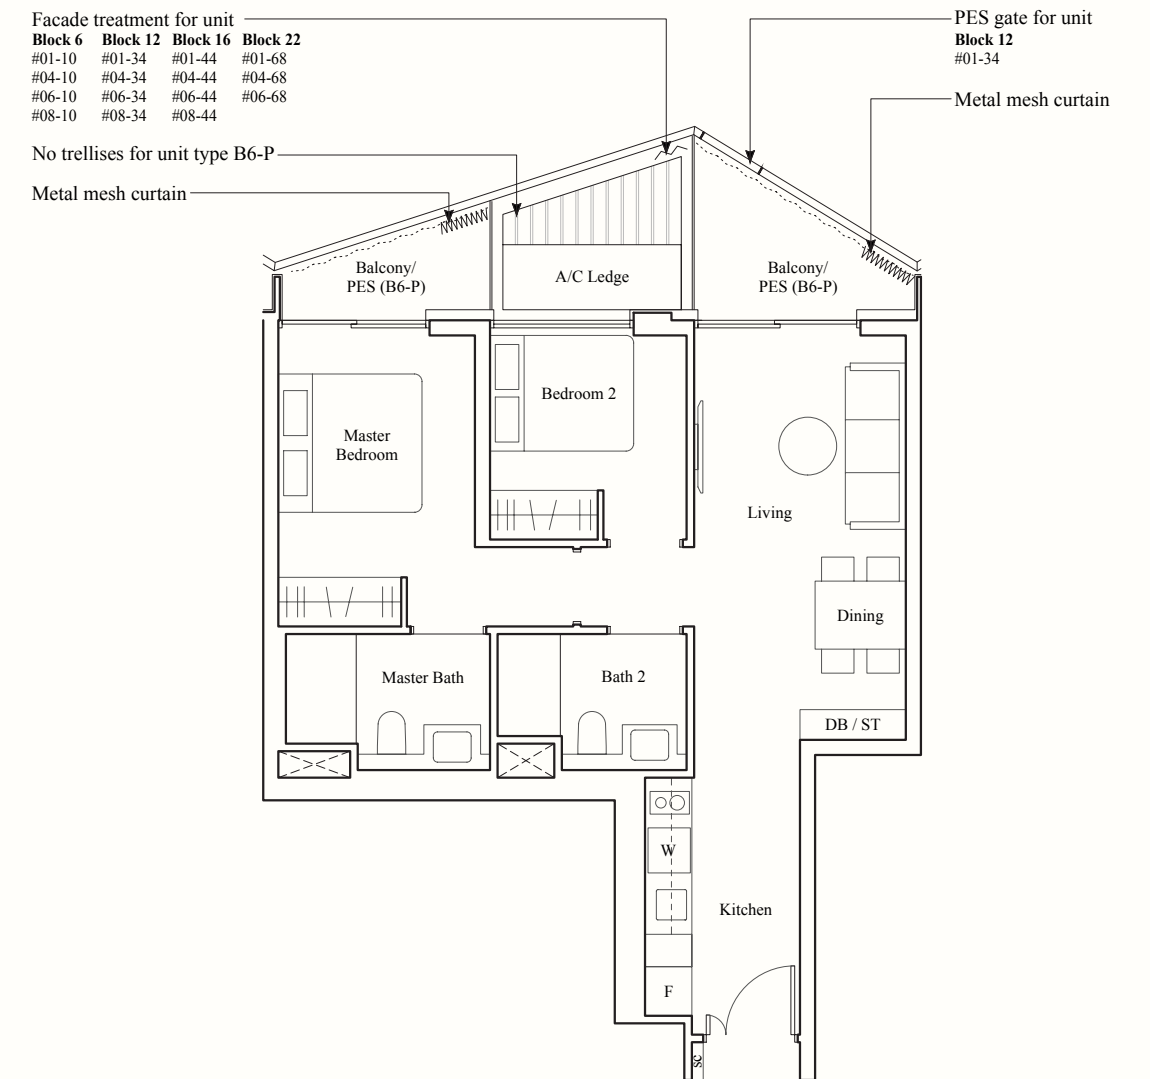 Facade treatment for unit
Block 6 Block 12 Block 16 Block 22
#01-10 #01-34 #01-44 #01-68
#04-10 #04-34 #04-44 #04-68
#06-10 #06-34 #06-44 #06-68
#08-10 #08-34 #08-44
PES gate for unit
Block 12
#01-34
Metal mesh curtain
No trellises for unit type B6-P
Metal mesh curtain
Balcony/
PES (B6-P)
A/C Ledge
Balcony/
PES (B6-P)
Bedroom 2
Master
Bedroom
Living
Dining
Master Bath
Bath 2
DB / ST
W
Kitchen
F
SC